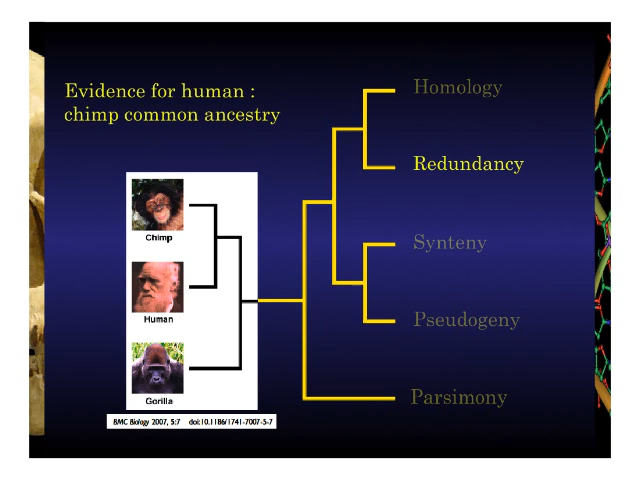 Evidence for human :
chimp common ancestry
Homology
Redundancy
Synteny
Pseudogeny
Parsimony
Chimp
Human
Gorilla
BMC Biology 2007, 5:7 doi:10.1186/1741-7007-5-7